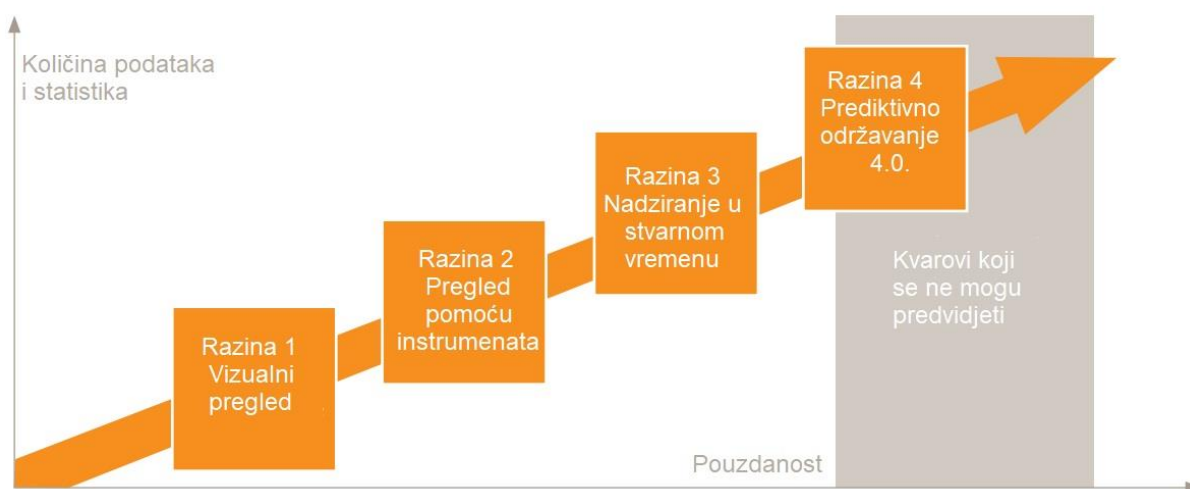 Količina podataka
i statistika
Razina 1
Vizualni
pregled
Razina 2
Pregled
pomoću
instrumenata
Razina 3
Nadziranje u
stvarnom
vremenu
Razina 4
Prediktivno
održavanje
4.0.
Kvarovi koji
se ne mogu
predvidjeti
Pouzdanost